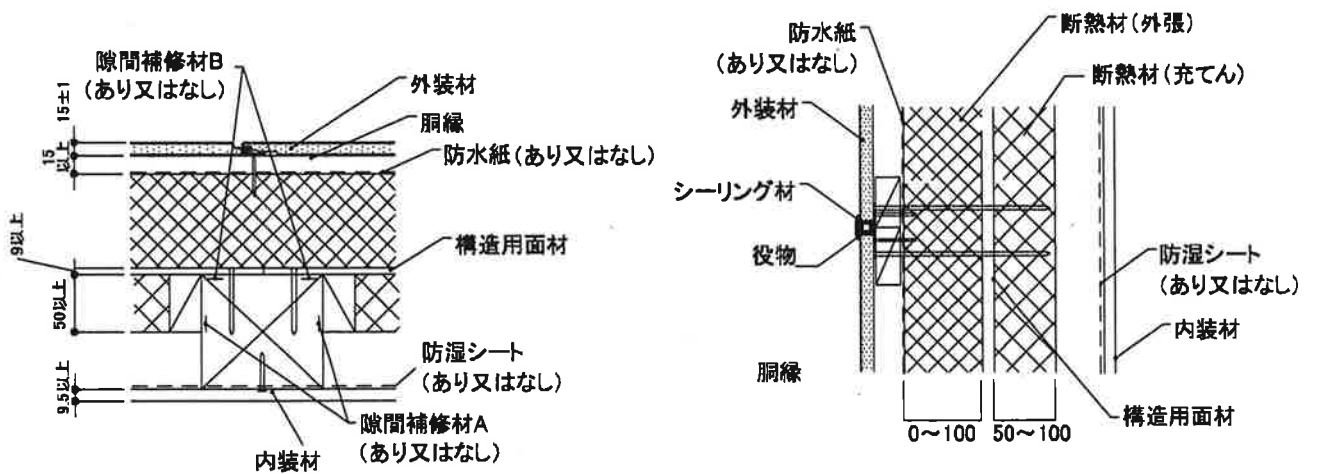 隙間補修材B
(あり又はなし)
外装材
胴縁
防水紙(あり又はなし)
15±1
15
以上
9以上
構造用面材
50以上
防湿シート
(あり又はなし)
9.5以上
隙間補修材A
(あり又はなし)
内装材
防水紙
(あり又はなし)
断熱材(外張)
断熱材(充てん)
外装材
シーリング材
役物
防湿シート
(あり又はなし)
内装材
胴縁
構造用面材
0～100 50～100